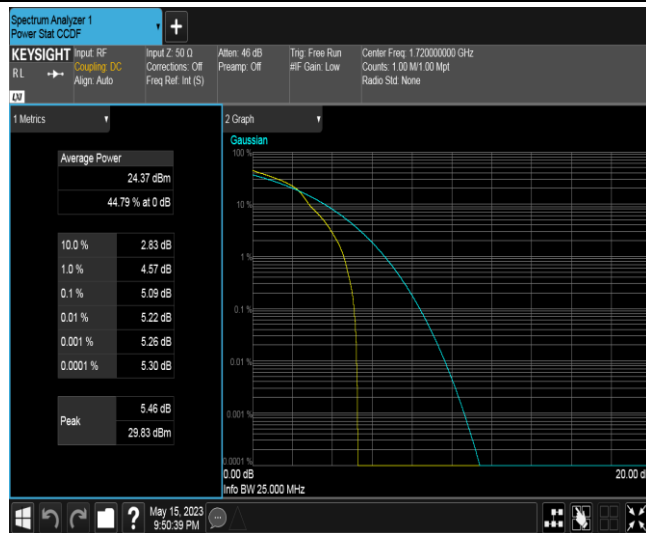 Spectrum Analyzer 1
Power Stat CCDF
KEYSIGHT
RL
Input: RF
Coupling: DC
Align: Auto
Input Z: 50 Ω
Corrections: Off
Freq Ref: Int (S)
Atten: 46 dB
Preamp: Off
Trig: Free Run
#IF Gain: Low
Center Freq: 1.720000000 GHz
Counts: 1.00 M/1.00 Mpt
Radio Std: None
1 Metrics
Average Power
24.37 dBm
44.79 % at 0 dB
10.0 % 2.83 dB
1.0 % 4.57 dB
0.1 % 5.09 dB
0.01 % 5.22 dB
0.001 % 5.26 dB
0.0001 % 5.30 dB
Peak
5.46 dB
29.83 dBm
2 Graph
Gaussian
100 %
10 %
1 %
0.1 %
0.01 %
0.001 %
0.0001 %
0.00 dB
20.00 d
Info BW 25.000 MHz
?
May 15, 2023
9:50:39 PM